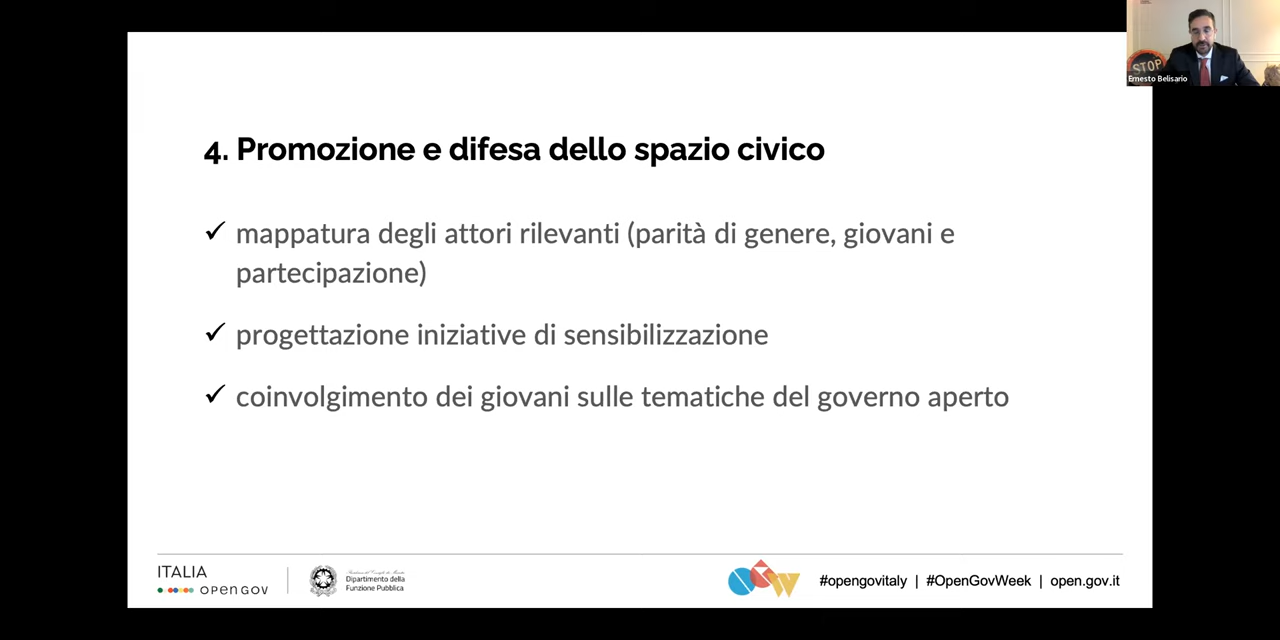 STOP
Ernesto Belisario
4. Promozione e difesa dello spazio civico
✓ mappatura degli attori rilevanti (parità di genere, giovani e
partecipazione)
✓ progettazione iniziative di sensibilizzazione
✓ coinvolgimento dei giovani sulle tematiche del governo aperto
ITALIA
OPEN GOV
Dipartimento della
Funzione Pubblica
#opengovitaly | #OpenGovWeek | open.gov.it